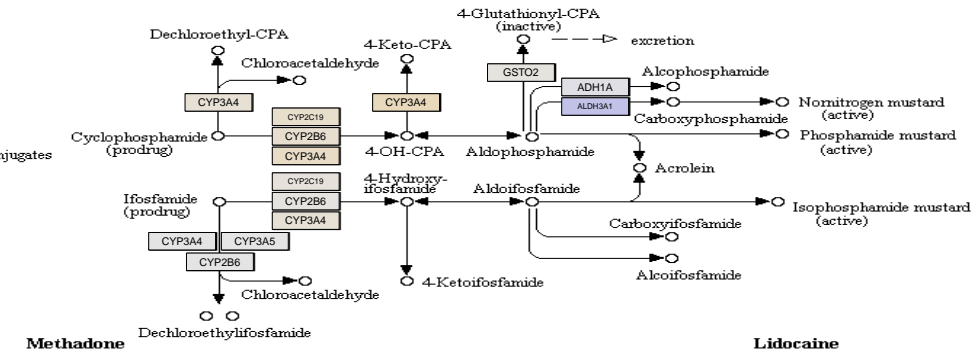 4-Glutathionyl-CPA
(inactive)
excretion
Dechloroethyl-CPA
4-Keto-CPA
Chloroacetaldehyde
GSTO2
Alcophosphamide
ADH1A
CYP3A4
CYP3A4
ALDH3A1
Nornitrogen mustard
(active)
Carboxyphosphamide
CYP2C19
Cyclophosphamide
(prodrug)
CYP2B6
Phosphamide mustard
(active)
4-OH-CPA
Aldophosphamide
njugates
CYP3A4
Acrolein
CYP2C19
4-Hydroxy-
ifosfamide
Aldoifosfamide
Ifosfamide
(prodrug)
CYP2B6
Isophosphamide mustard
(active)
CYP3A4
Carboxyifosfamide
CYP3A4
CYP3A5
CYP2B6
Alcoifosfamide
4-Ketoifosfamide
Chloroacetaldehyde
Dechloroethylifosfamide
Methadone
Lidocaine